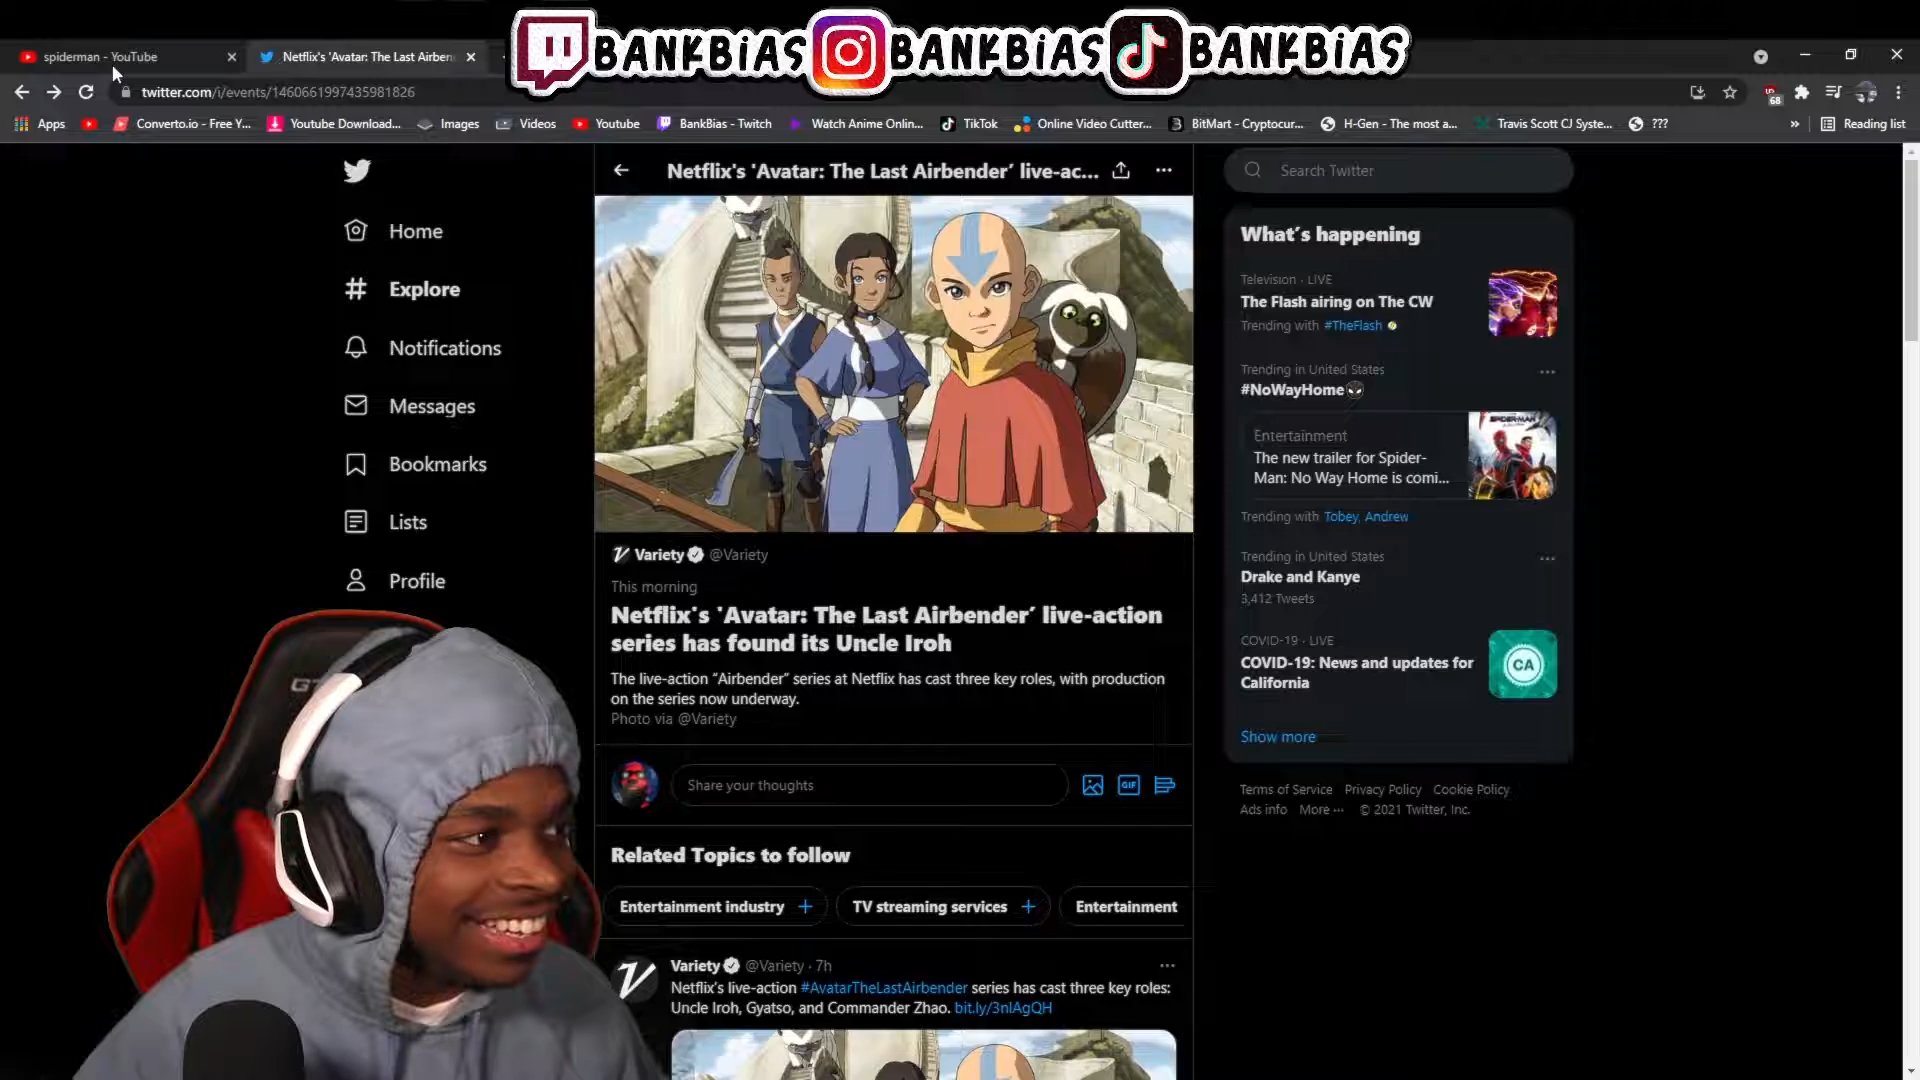 BANKBIAS BANKBIAS BANKBIAS
spiderman - YouTube
Netflix's 'Avatar: The Last Airben
twitter.com/i/events/1460661997435981826
68
Apps
Converto.io - Free Y...
Youtube Download...
Images
Videos
Youtube
BankBias - Twitch
Watch Anime Onlin...
TikTok
Online Video Cutter...
BitMart - Cryptocur...
H-Gen - The most a...
Travis Scott CJ Syste...
???
»
Reading list
Home
Explore
Notifications
Messages
Bookmarks
Lists
Profile
Netflix's 'Avatar: The Last Airbender' live-ac...
Variety @Variety
This morning
Netflix's 'Avatar: The Last Airbender' live-action
series has found its Uncle Iroh
The live-action "Airbender" series at Netflix has cast three key roles, with production
on the series now underway.
Photo via @Variety
Share your thoughts
GIF
Related Topics to follow
Entertainment industry +
TV streaming services +
Entertainment
Variety @Variety · 7h
Netflix's live-action #AvatarTheLastAirbender series has cast three key roles:
Uncle Iroh, Gyatso, and Commander Zhao. bit.ly/3nlAgQH
Search Twitter
What's happening
Television · LIVE
The Flash airing on The CW
Trending with #TheFlash
Trending in United States
#NoWayHome
Entertainment
The new trailer for Spider-
Man: No Way Home is comi...
SPIDER-MAN
Trending with Tobey, Andrew
Trending in United States
Drake and Kanye
3,412 Tweets
COVID-19 · LIVE
COVID-19: News and updates for
California
CA
Show more
Terms of Service Privacy Policy Cookie Policy
Ads info More ··· © 2021 Twitter, Inc.